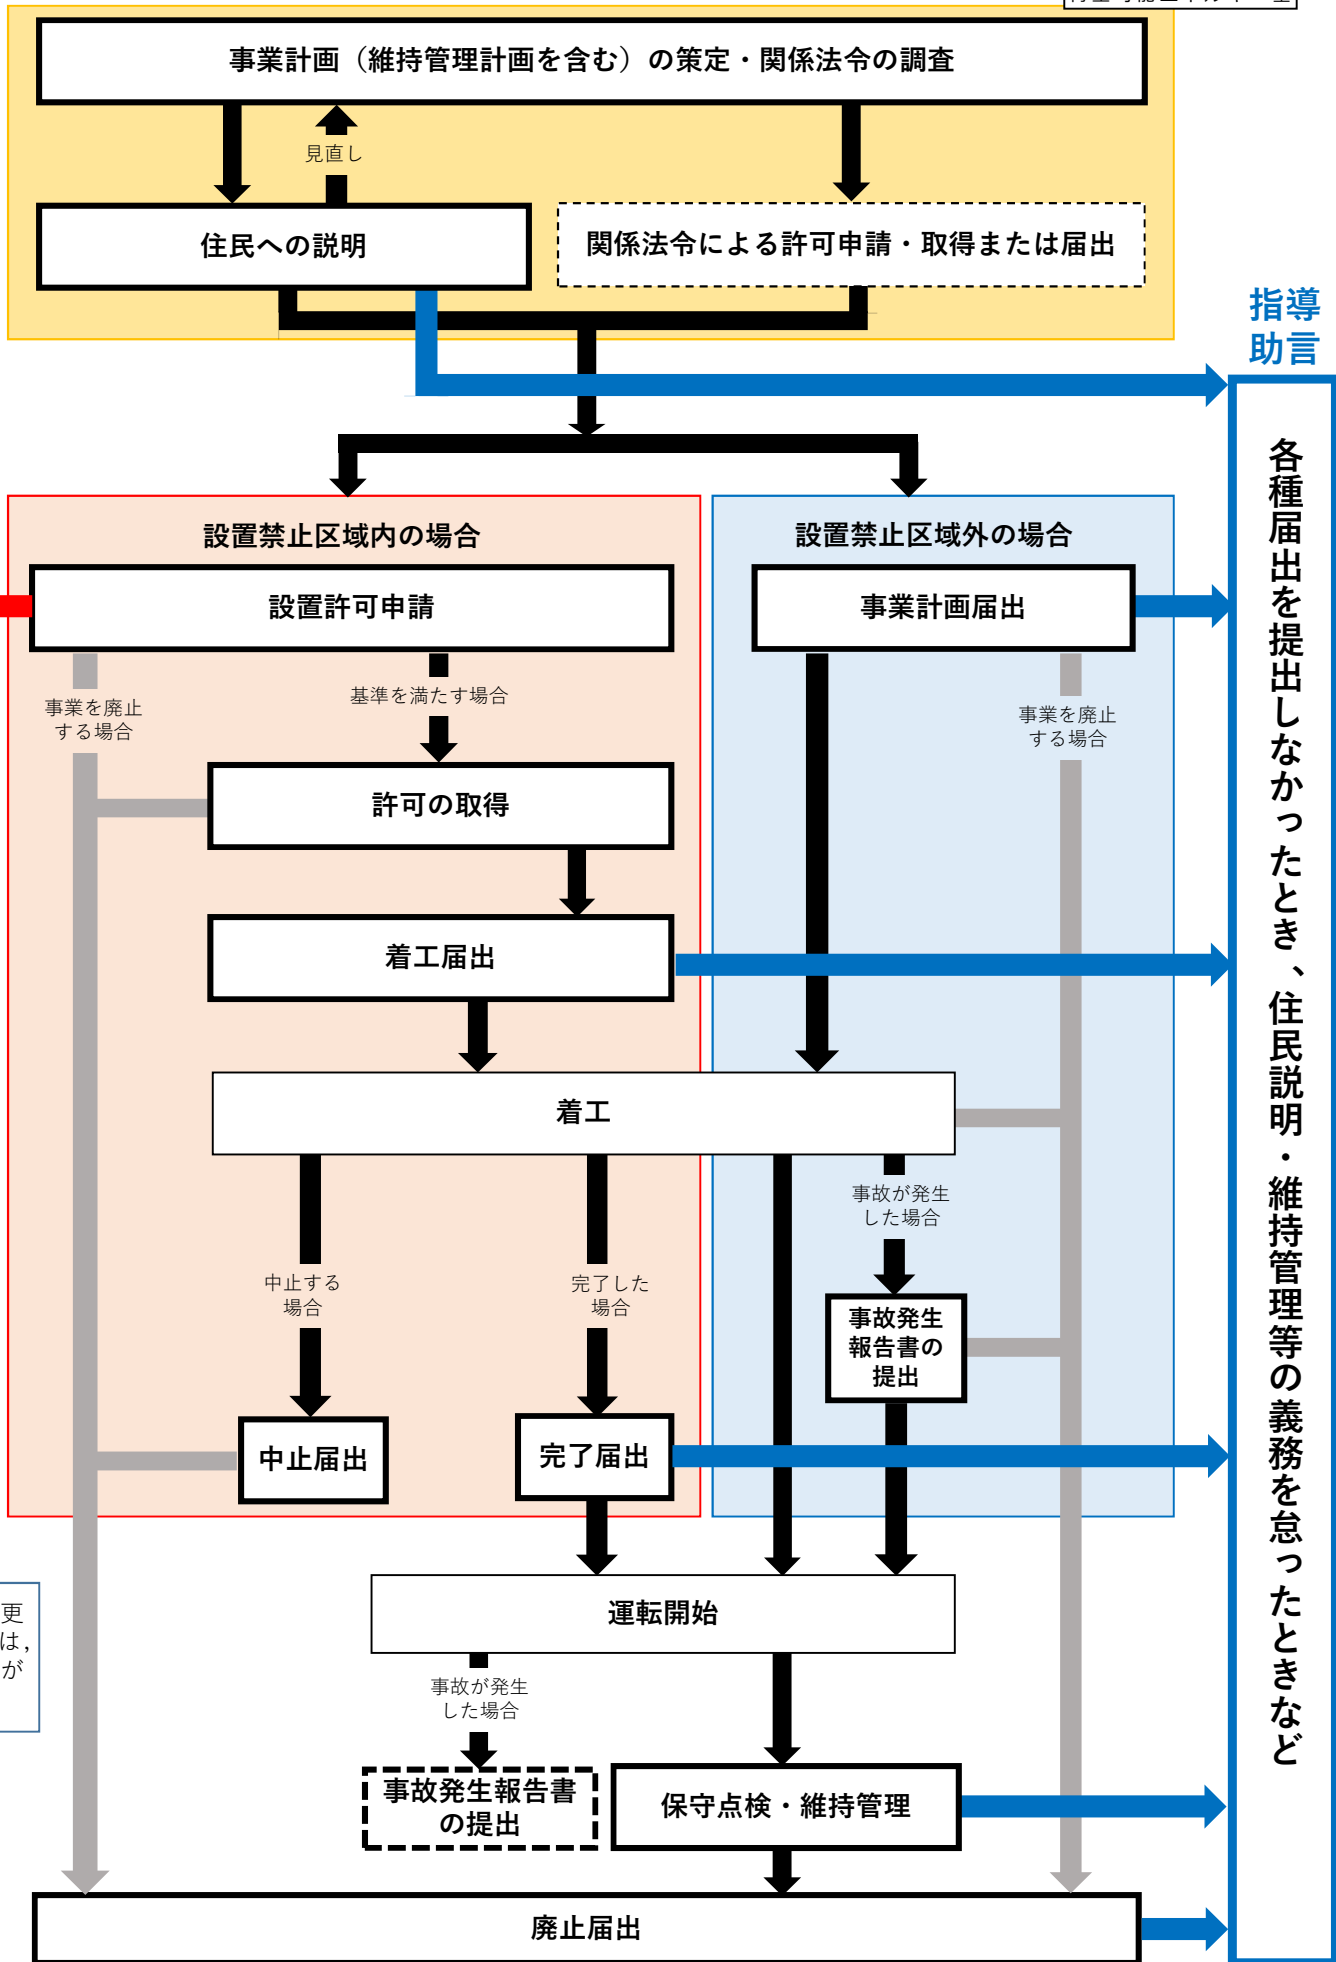 事業計画（維持管理計画を含む）の策定・関係法令の調査
見直し
住民への説明
関係法令による許可申請・取得または届出
指導
助言
各種届出を提出しなかったとき、住民説明・維持管理等の義務を怠ったときなど
設置禁止区域内の場合
設置禁止区域外の場合
設置許可申請
事業計画届出
事業を廃止
する場合
基準を満たす場合
事業を廃止
する場合
許可の取得
着工届出
着工
事故が発生
した場合
中止する
場合
完了した
場合
事故発生
報告書の
提出
中止届出
完了届出
更
は，
が
運転開始
事故が発生
した場合
事故発生報告書
の提出
保守点検・維持管理
廃止届出